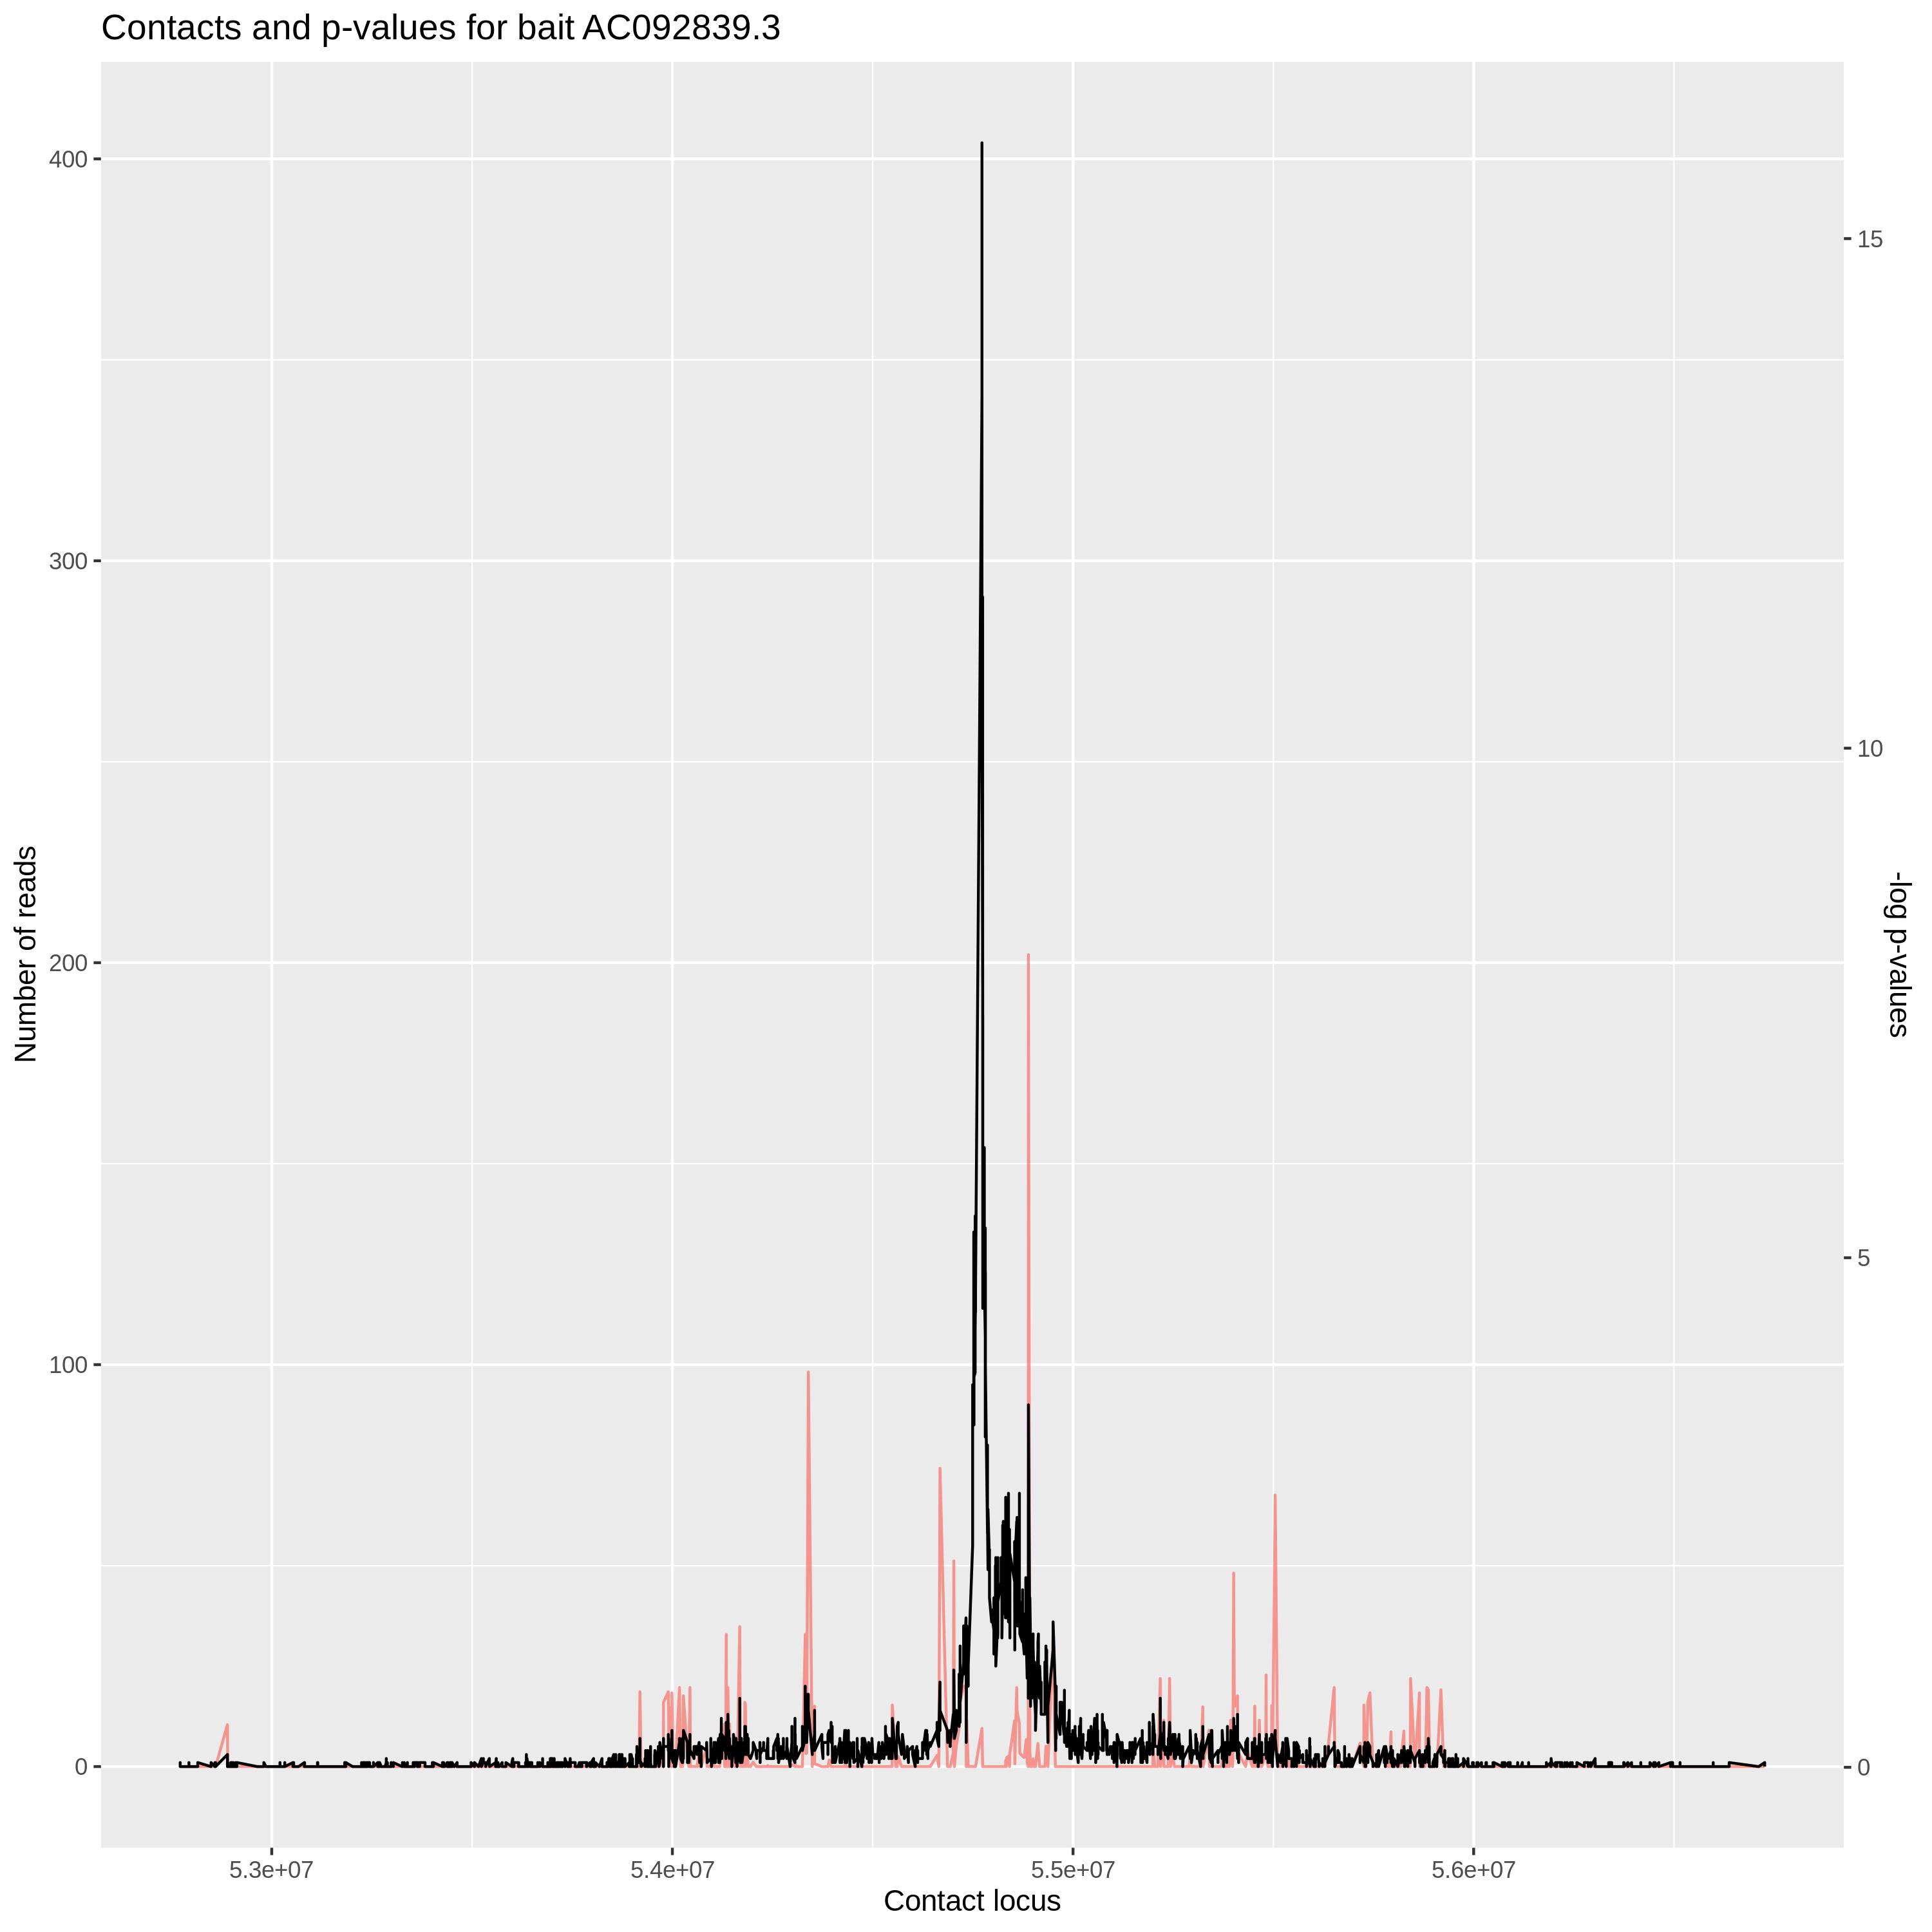 Contacts and p-values for bait AC092839.3
400
300
200
100
0
15
10
5
0
Number of reads
-log p-values
5.3e+07
5.4e+07
5.5e+07
5.6e+07
Contact locus